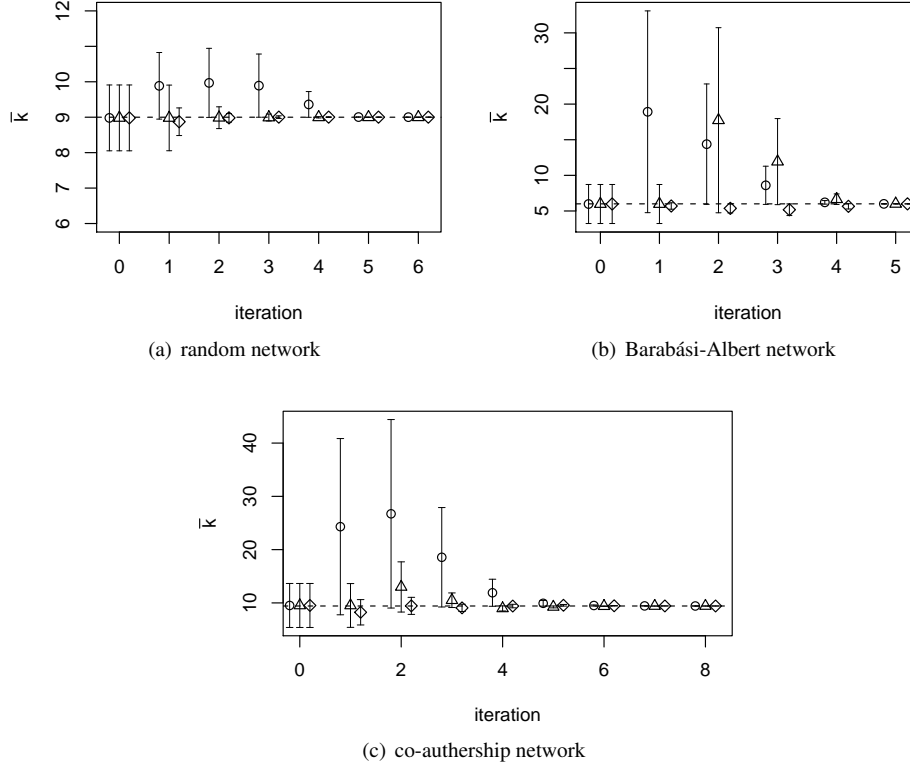 12
10
9
8
7
6
k̄
0 1 2 3 4 5 6
iteration
(a) random network
30
20
10
5
k̄
0 1 2 3 4 5
iteration
(b) Barabási-Albert network
40
30
20
10
k̄
0 2 4 6 8
iteration
(c) co-authership network